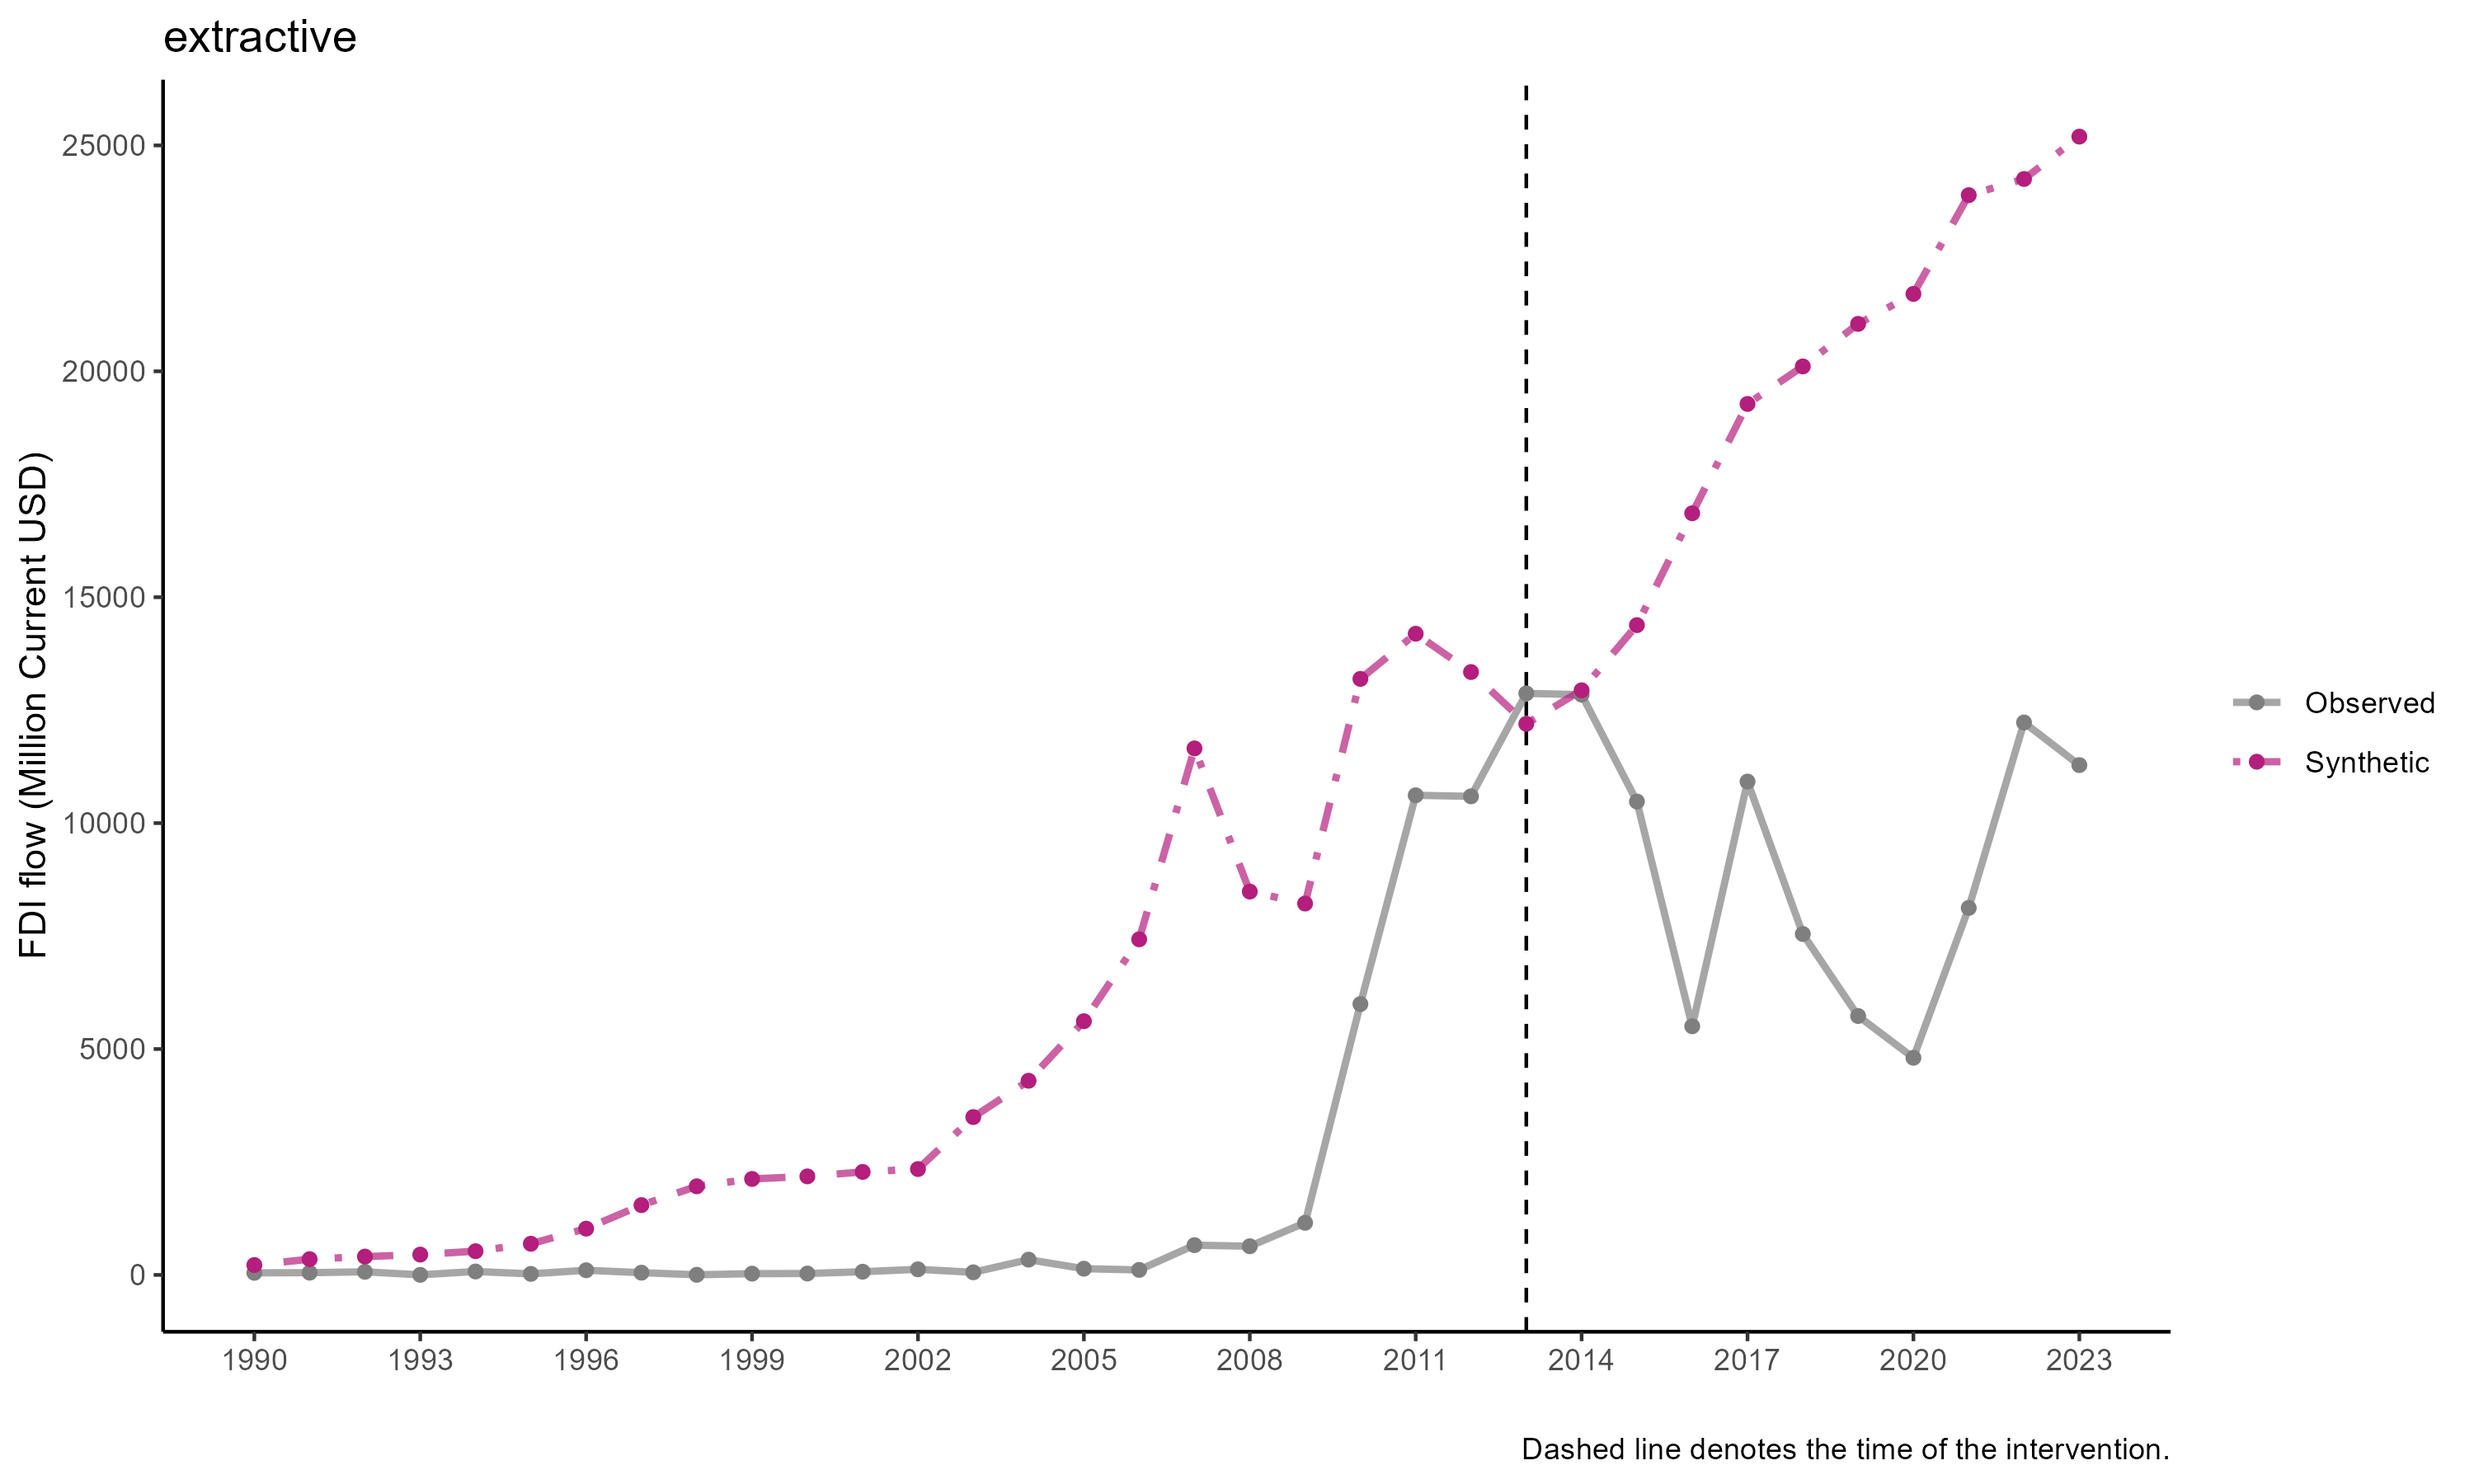 extractive
FDI flow (Million Current USD)
25000
20000
15000
10000
5000
0
1990 1993 1996 1999 2002 2005 2008 2011 2014 2017 2020 2023
Observed
Synthetic
Dashed line denotes the time of the intervention.